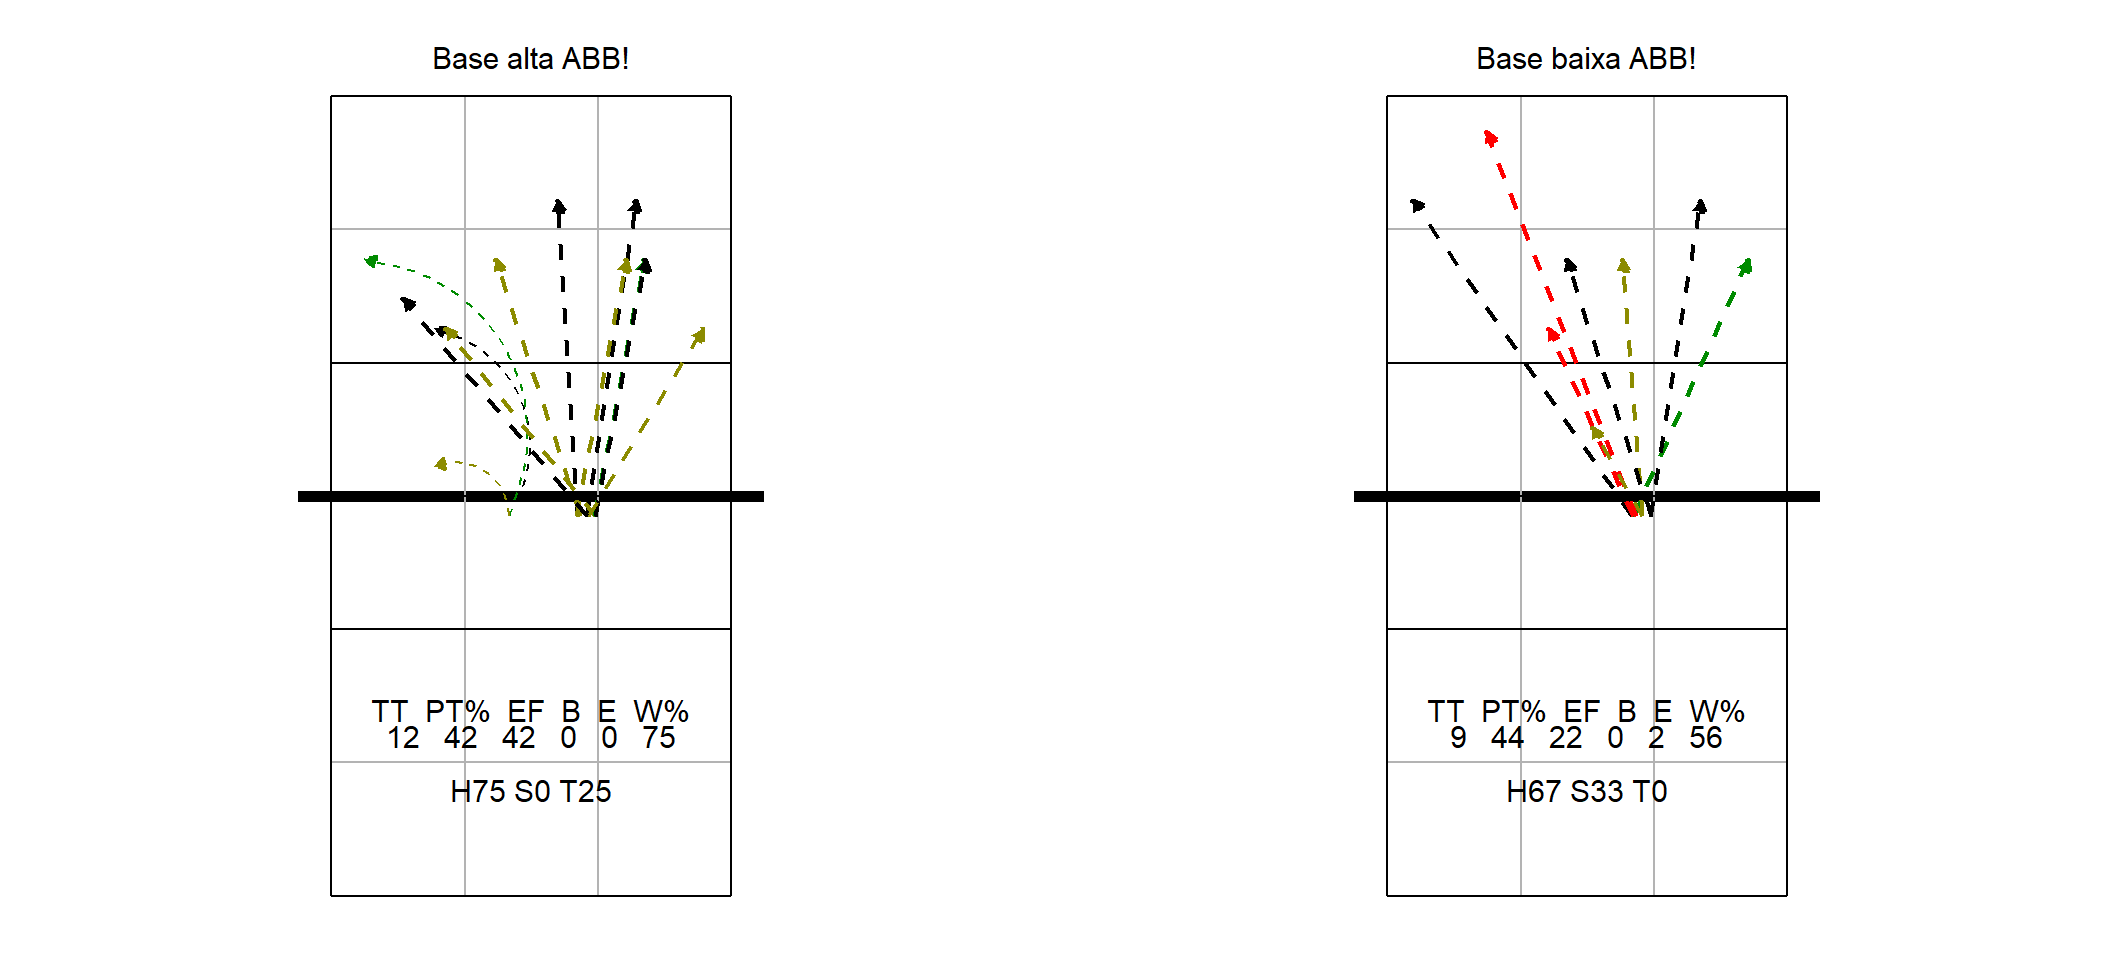 Base alta ABB!
TT PT% EF B E W%
12 42 42 0 0 75
H75 S0 T25
Base baixa ABB!
TT PT% EF B E W%
9 44 22 0 2 56
H67 S33 T0